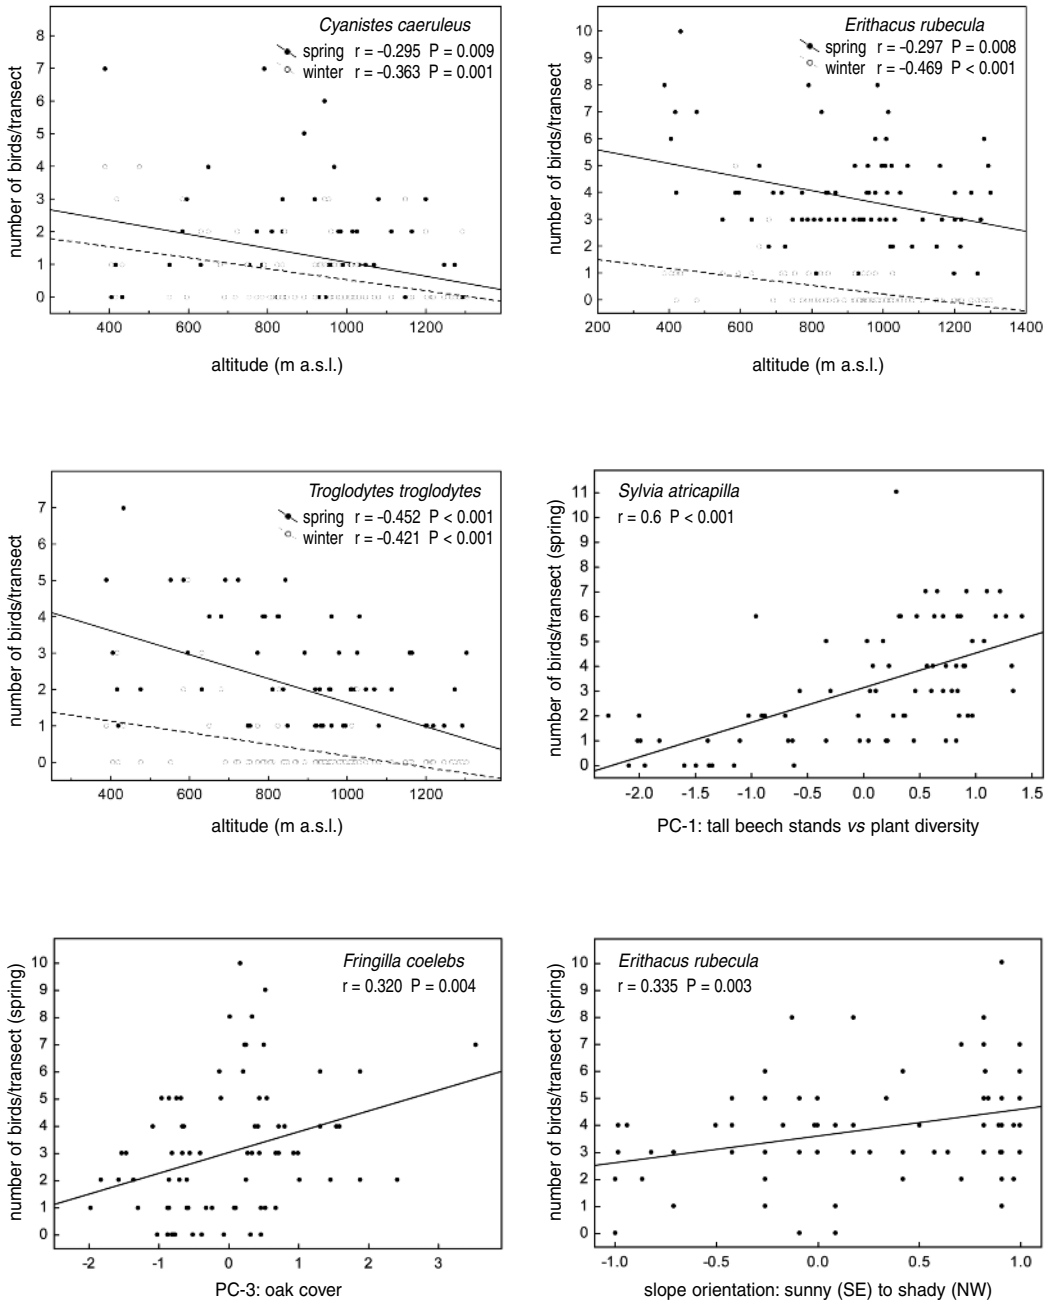 Cyanistes caeruleus
spring r = –0.295 P = 0.009
winter r = –0.363 P = 0.001
number of birds/transect
8
7
6
5
4
3
2
1
0
400 600 800 1000 1200
altitude (m a.s.l.)
Erithacus rubecula
spring r = –0.297 P = 0.008
winter r = –0.469 P < 0.001
number of birds/transect
10
9
8
7
6
5
4
3
2
1
0
200 400 600 800 1000 1200 1400
altitude (m a.s.l.)
Troglodytes troglodytes
spring r = –0.452 P < 0.001
winter r = –0.421 P < 0.001
number of birds/transect
7
6
5
4
3
2
1
0
400 600 800 1000 1200
altitude (m a.s.l.)
Sylvia atricapilla
r = 0.6 P < 0.001
number of birds/transect (spring)
11
10
9
8
7
6
5
4
3
2
1
0
-2.0 -1.5 -1.0 -0.5 0.0 0.5 1.0 1.5
PC-1: tall beech stands vs plant diversity
Fringilla coelebs
r = 0.320 P = 0.004
number of birds/transect (spring)
10
9
8
7
6
5
4
3
2
1
0
-2 -1 0 1 2 3
PC-3: oak cover
Erithacus rubecula
r = 0.335 P = 0.003
number of birds/transect (spring)
10
9
8
7
6
5
4
3
2
1
0
-1.0 -0.5 0.0 0.5 1.0
slope orientation: sunny (SE) to shady (NW)